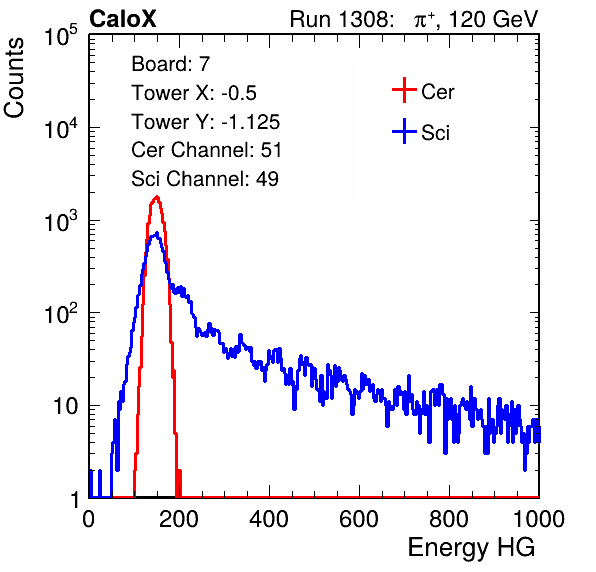 CaloX Run 1308: π⁺, 120 GeV
Counts
10⁵
10⁴
10³
10²
10
1
Board: 7
Tower X: -0.5
Tower Y: -1.125
Cer Channel: 51
Sci Channel: 49
Cer
Sci
0 200 400 600 800 1000
Energy HG